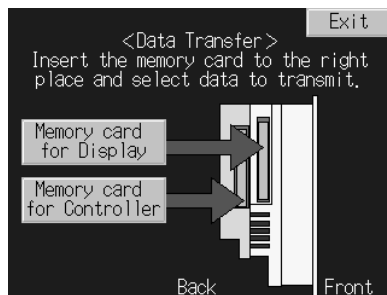 Exit
<Data Transfer>
Insert the memory card to the right
place and select data to transmit.
Memory card
for Display
Memory card
for Controller
Back
Front